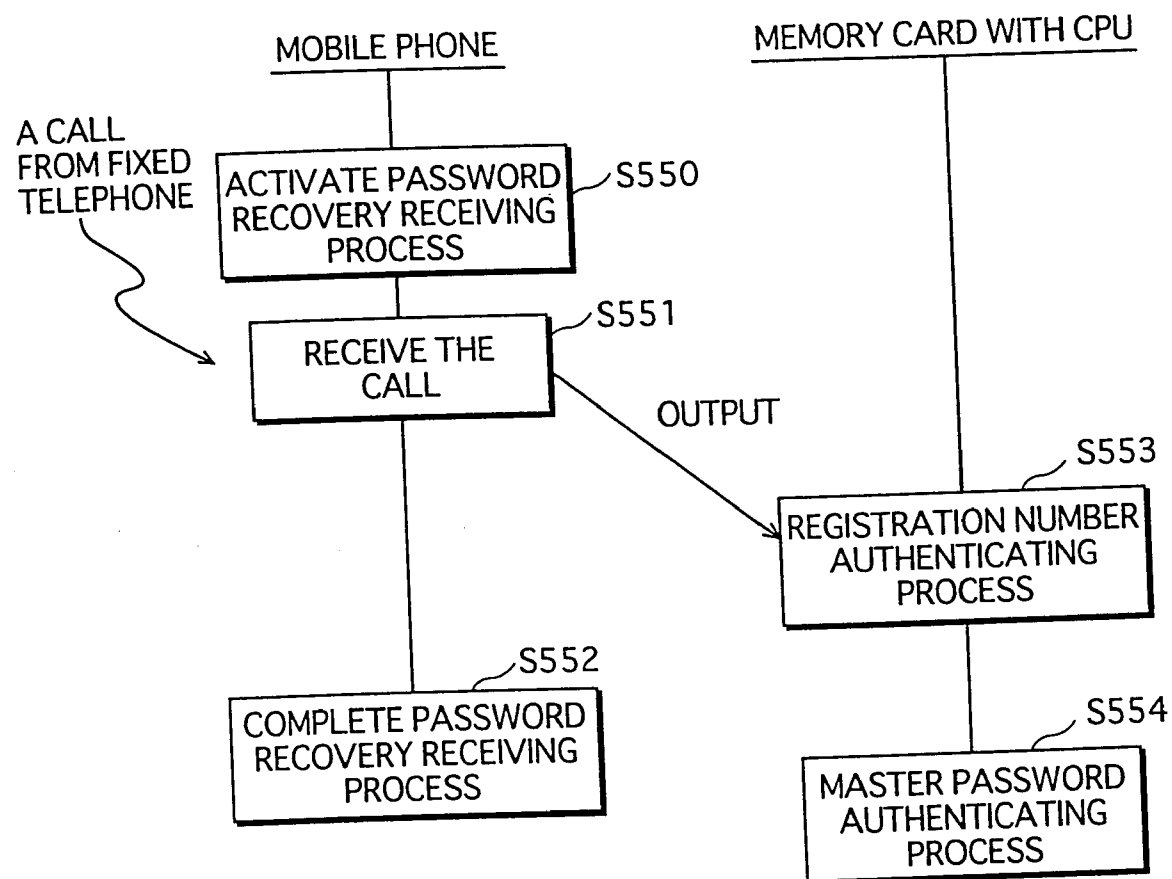 MOBILE PHONE
MEMORY CARD WITH CPU
A CALL
FROM FIXED
TELEPHONE
ACTIVATE PASSWORD
RECOVERY RECEIVING
PROCESS
S550
RECEIVE THE
CALL
S551
OUTPUT
S553
REGISTRATION NUMBER
AUTHENTICATING
PROCESS
S552
COMPLETE PASSWORD
RECOVERY RECEIVING
PROCESS
S554
MASTER PASSWORD
AUTHENTICATING
PROCESS